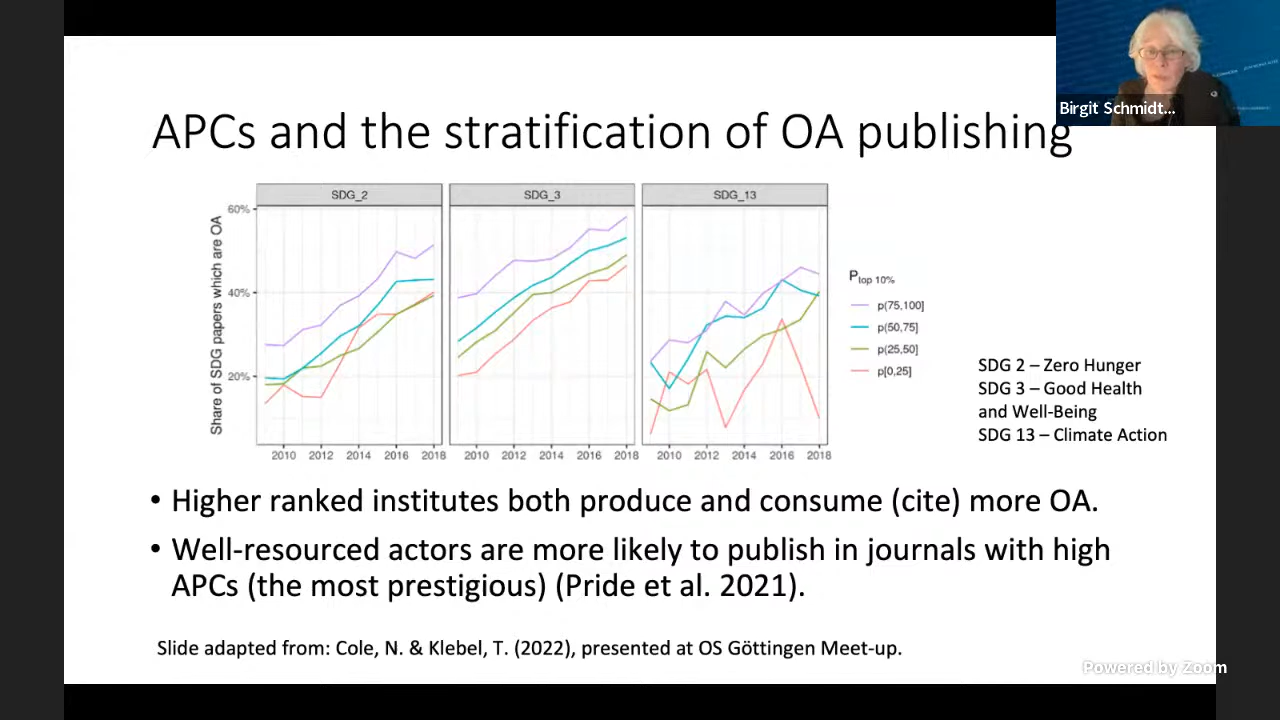 Birgit Schmidt...
APCs and the stratification of OA publishing
SDG_2
SDG_3
SDG_13
Share of SDG papers which are OA
60%
40%
20%
2010 2012 2014 2016 2018
2010 2012 2014 2016 2018
2010 2012 2014 2016 2018
Ptop 10%
p(75,100]
p(50,75]
p(25,50]
p[0,25]
SDG 2 – Zero Hunger
SDG 3 – Good Health
and Well-Being
SDG 13 – Climate Action
• Higher ranked institutes both produce and consume (cite) more OA.
• Well-resourced actors are more likely to publish in journals with high
APCs (the most prestigious) (Pride et al. 2021).
Slide adapted from: Cole, N. & Klebel, T. (2022), presented at OS Göttingen Meet-up.
Powered by Zoom